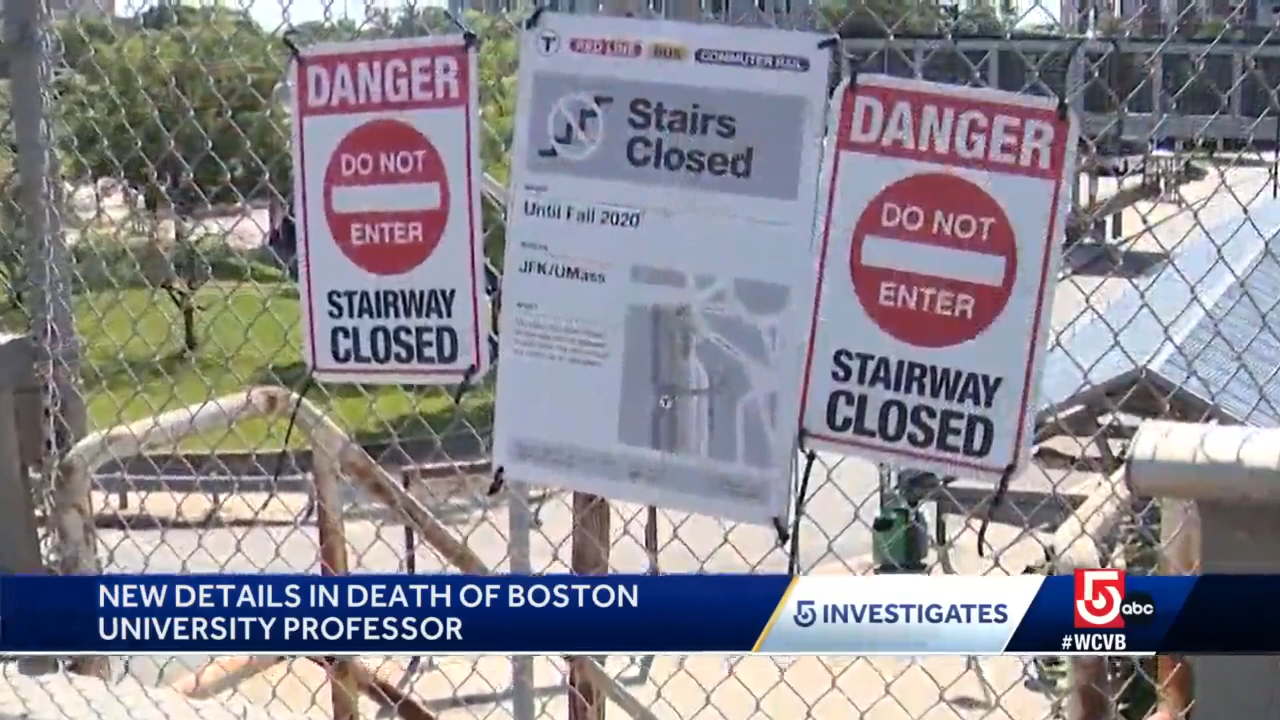 DANGER
DO NOT
ENTER
STAIRWAY
CLOSED
T RED LINE BUS COMMUTER RAIL
Stairs
Closed
Until Fall 2020
JFK/UMass
T
DANGER
DO NOT
ENTER
STAIRWAY
CLOSED
NEW DETAILS IN DEATH OF BOSTON
UNIVERSITY PROFESSOR
5 INVESTIGATES
5 abc
#WCVB